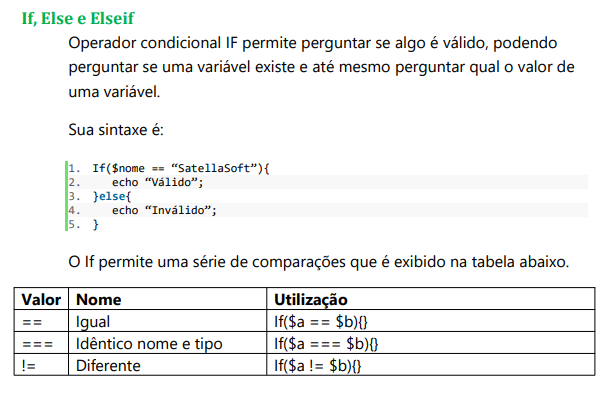 If, Else e Elseif
Operador condicional IF permite perguntar se algo é válido, podendo
perguntar se uma variável existe e até mesmo perguntar qual o valor de
uma variável.
Sua sintaxe é:
1. If($nome == “SatellaSoft”){
2. echo “Válido”;
3. }else{
4. echo “Inválido”;
5. }
O If permite uma série de comparações que é exibido na tabela abaixo.
Valor Nome Utilização
== Igual If($a == $b){}
=== Idêntico nome e tipo If($a === $b){}
!= Diferente If($a != $b){}